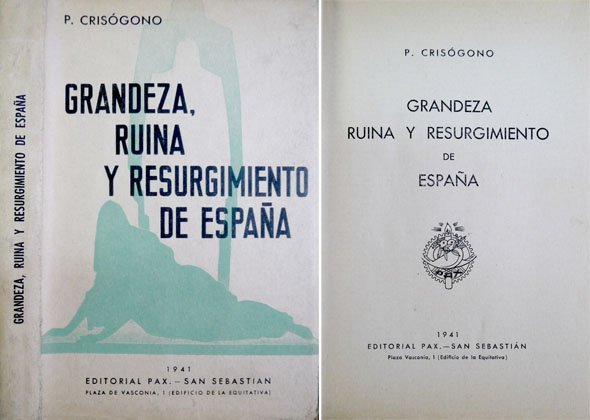 GRANDEZA, RUINA Y RESURGIMIENTO DE ESPAÑA
P. CRISÓGONO
GRANDEZA,
RUINA
Y RESURGIMIENTO
DE ESPAÑA
1941
EDITORIAL PAX.—SAN SEBASTIAN
PLAZA DE VASCONIA, 1 (EDIFICIO DE LA EQUITATIVA)
P. CRISÓGONO
GRANDEZA
RUINA Y RESURGIMIENTO
DE
ESPAÑA
PAX
1941
EDITORIAL PAX.—SAN SEBASTIÁN
Plaza Vasconia, 1 (Edificio de la Equitativa)